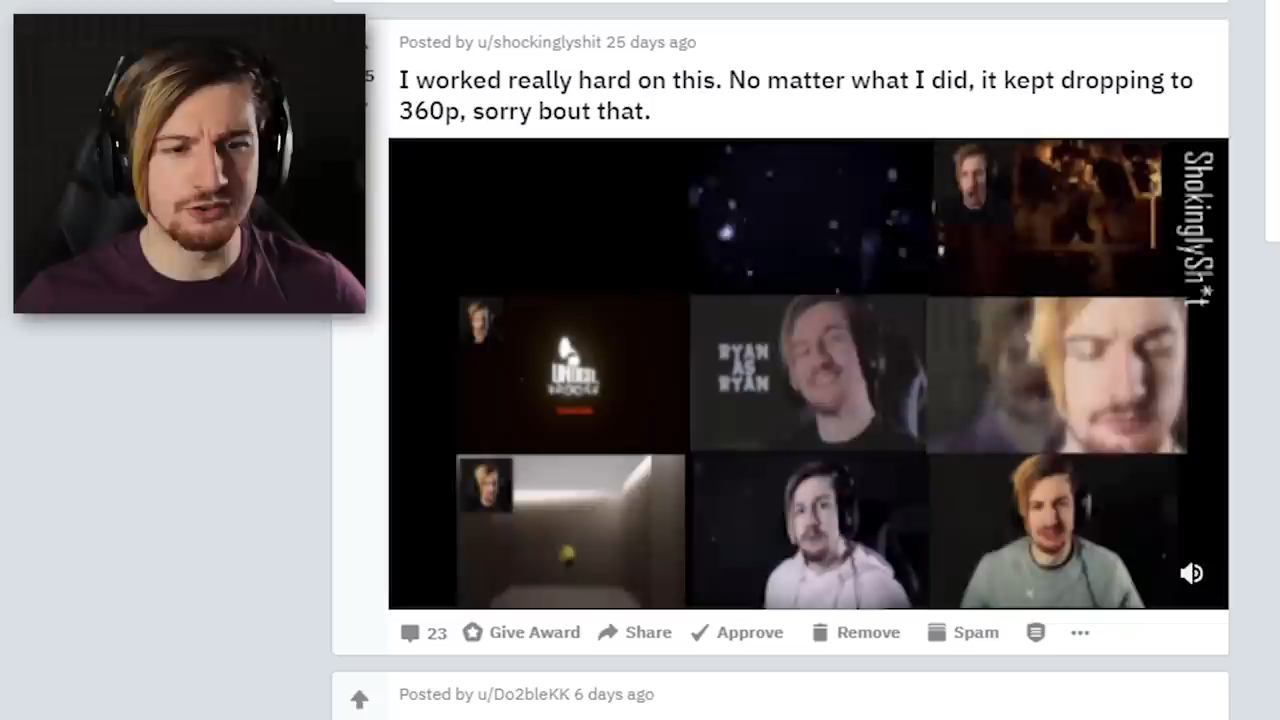 Posted by u/shockinglyshit 25 days ago
5
I worked really hard on this. No matter what I did, it kept dropping to
360p, sorry bout that.
ShokinglySh*t
RYAN
AS
RYAN
23 Give Award Share Approve Remove Spam
Posted by u/Do2bleKK 6 days ago